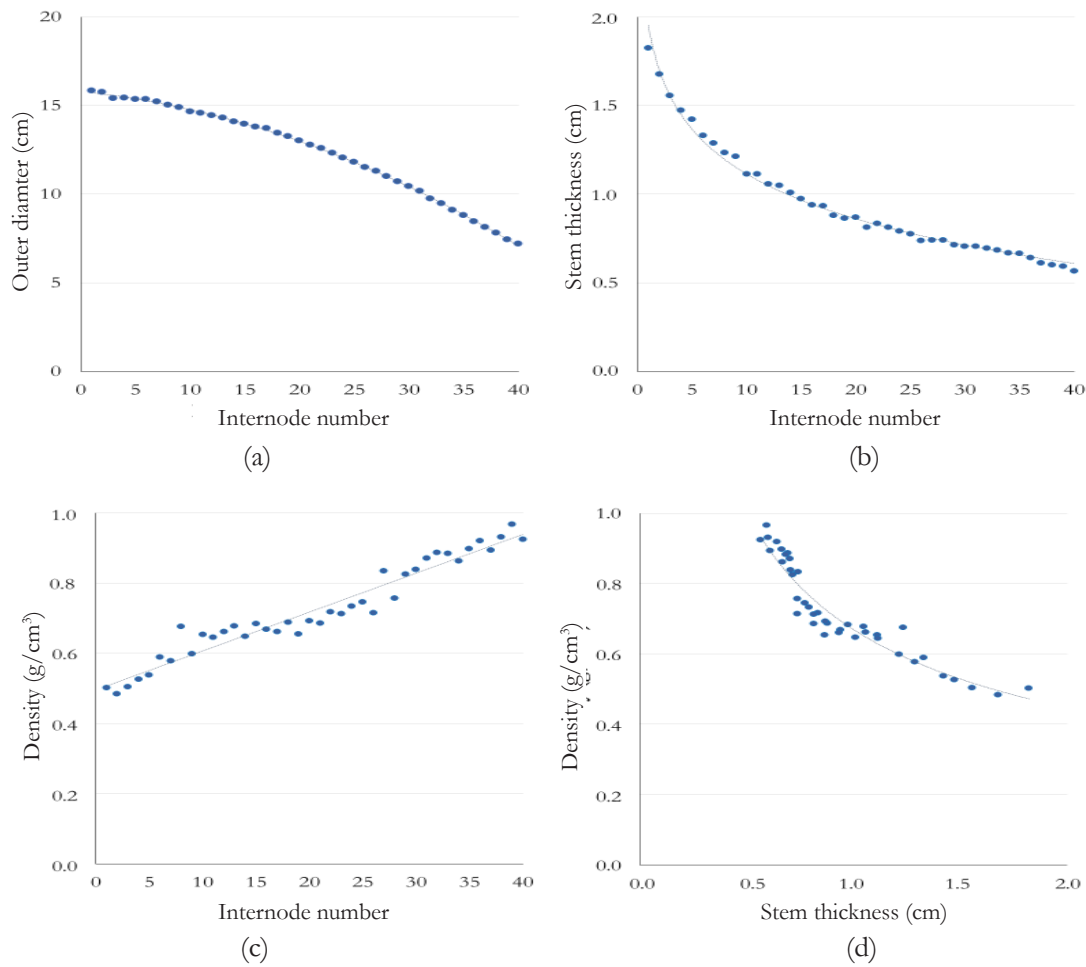 20
15
10
5
0
Outer diamter (cm)
0 5 10 15 20 25 30 35 40
Internode number
(a)
2.0
1.5
1.0
0.5
0.0
Stem thickness (cm)
0 5 10 15 20 25 30 35 40
Internode number
(b)
1.0
0.8
0.6
0.4
0.2
0.0
Density (g/cm³)
0 5 10 15 20 25 30 35 40
Internode number
(c)
1.0
0.8
0.6
0.4
0.2
0.0
Density (g/cm³)
0.0 0.5 1.0 1.5 2.0
Stem thickness (cm)
(d)